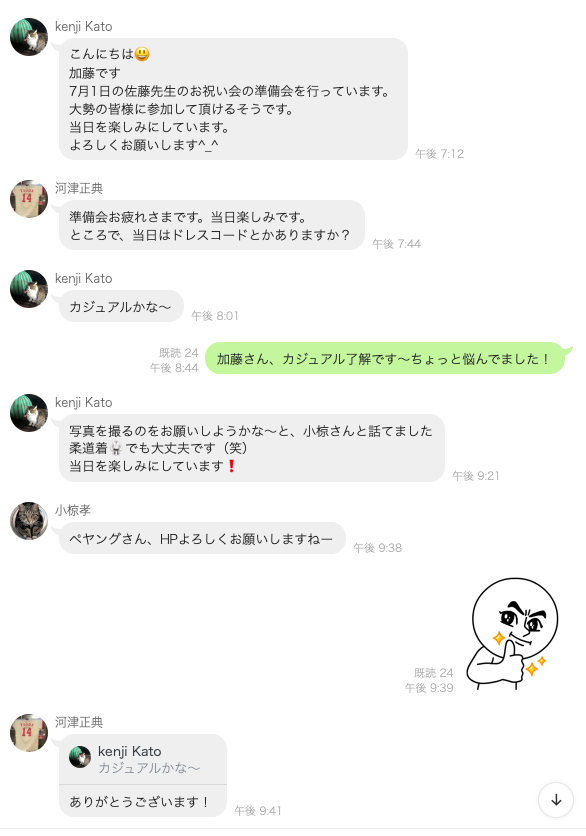 kenji Kato
こんにちは😃
加藤です
7月1日の佐藤先生のお祝い会の準備会を行っています。
大勢の皆様に参加して頂けるそうです。
当日を楽しみにしています。
よろしくお願いします^_^
午後 7:12
河津正典
準備会お疲れさまです。当日楽しみです。
ところで、当日はドレスコードとかありますか？
午後 7:44
kenji Kato
カジュアルかな〜
午後 8:01
既読 24
午後 8:44
加藤さん、カジュアル了解です〜ちょっと悩んでました！
kenji Kato
写真を撮るのをお願いしようかな〜と、小椋さんと話てました
柔道着🥋でも大丈夫です（笑）
当日を楽しみにしています❗
午後 9:21
小椋孝
ペヤングさん、HPよろしくお願いしますねー
午後 9:38
既読 24
午後 9:39
河津正典
14
kenji Kato
カジュアルかな〜
ありがとうございます！
午後 9:41